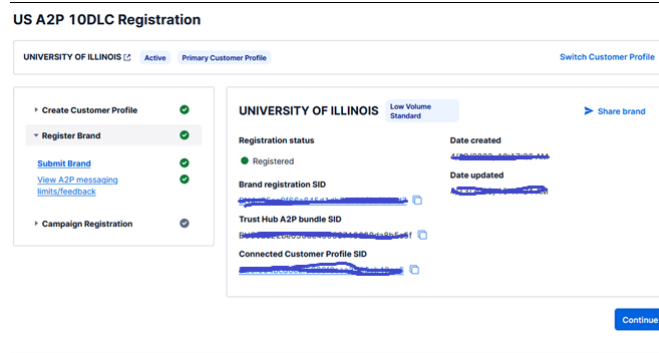 US A2P 10DLC Registration
UNIVERSITY OF ILLINOIS Active Primary Customer Profile Switch Customer Profile
Create Customer Profile
Register Brand
Submit Brand
View A2P messaging
limits/feedback
Campaign Registration
UNIVERSITY OF ILLINOIS Low Volume
Standard
Share brand
Registration status
Registered
Date created
Date updated
Brand registration SID
Trust Hub A2P bundle SID
Connected Customer Profile SID
Continue